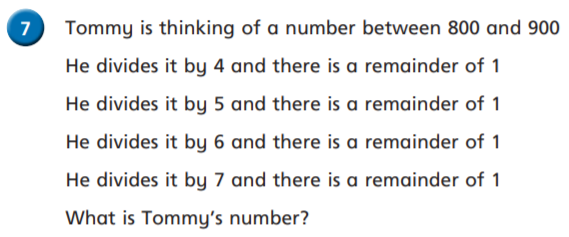 7 Tommy is thinking of a number between 800 and 900
He divides it by 4 and there is a remainder of 1
He divides it by 5 and there is a remainder of 1
He divides it by 6 and there is a remainder of 1
He divides it by 7 and there is a remainder of 1
What is Tommy's number?